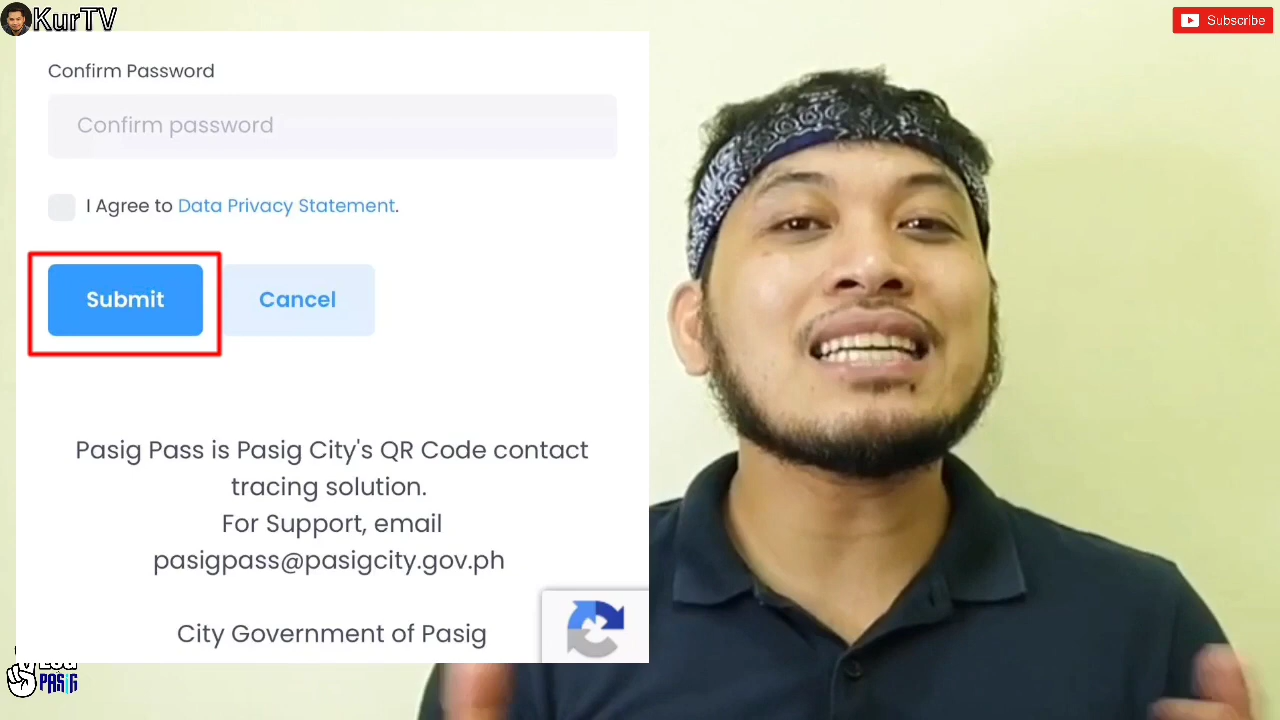 KurTV
Subscribe
Confirm Password
Confirm password
I Agree to Data Privacy Statement.
Submit
Cancel
Pasig Pass is Pasig City's QR Code contact
tracing solution.
For Support, email
pasigpass@pasigcity.gov.ph
City Government of Pasig
PASIG